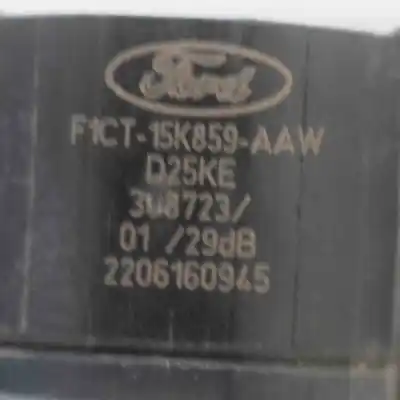 Ford
F1CT-15K859-AAW
D25KE
308723/
01 /29dB
2206160945